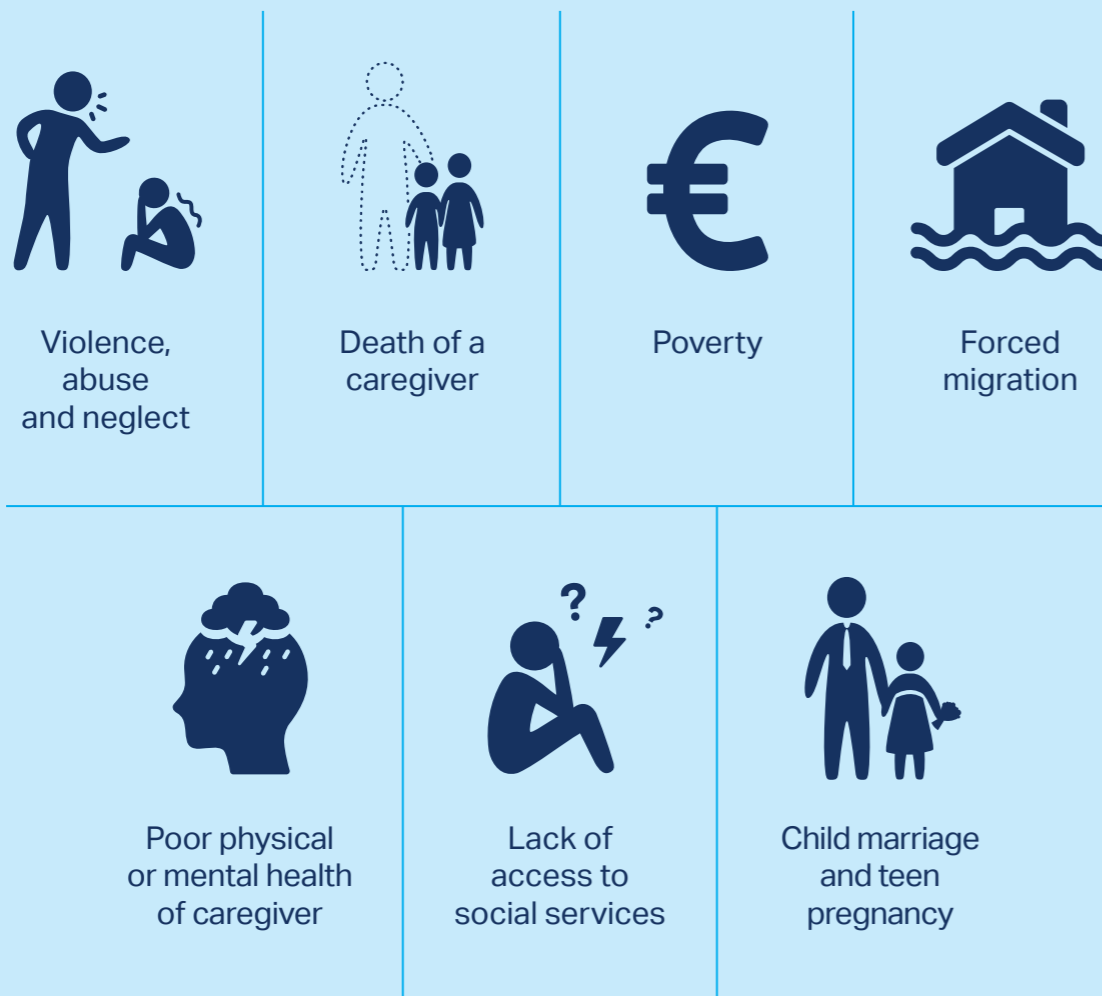 Violence,
abuse
and neglect
Death of a
caregiver
€
Poverty
Forced
migration
? ?
Poor physical
or mental health
of caregiver
Lack of
access to
social services
Child marriage
and teen
pregnancy